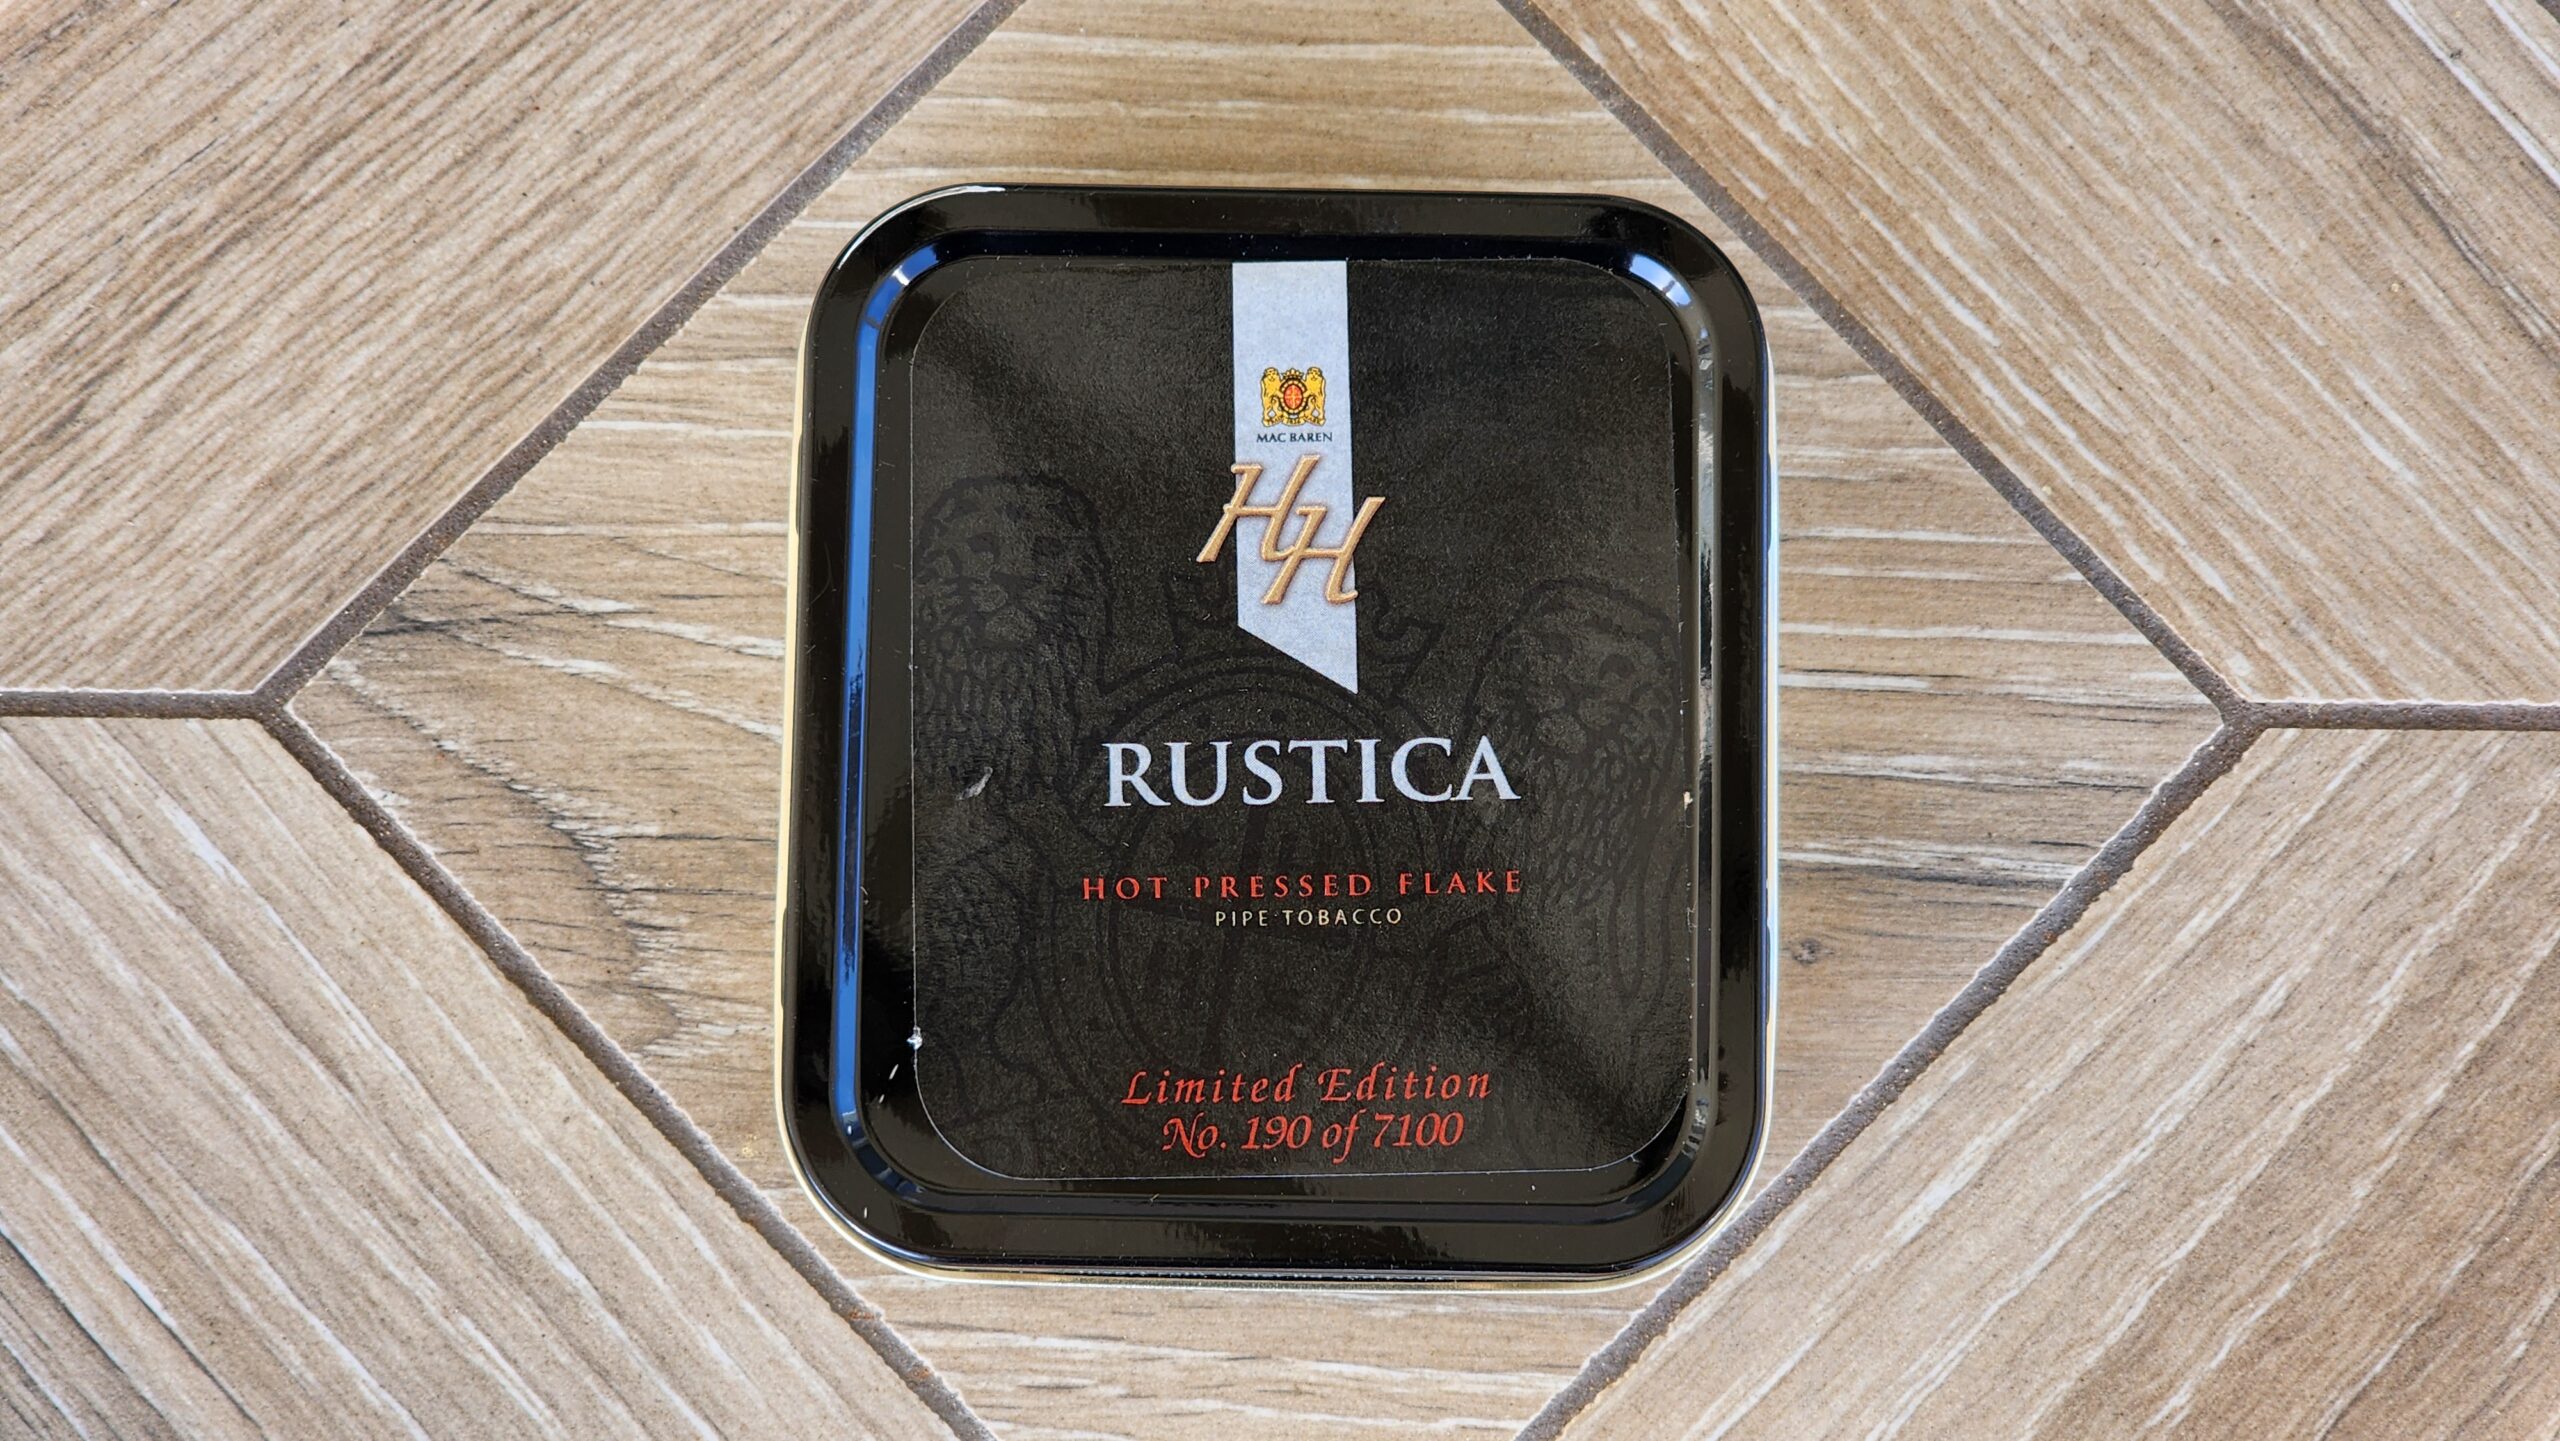 MAC BAREN
HH
RUSTICA
HOT PRESSED FLAKE
PIPE TOBACCO
Limited Edition
No. 190 of 7100